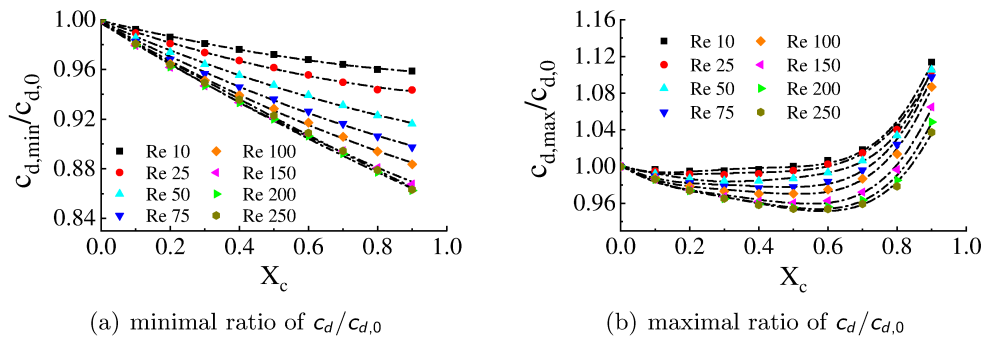 1.00
0.96
0.92
0.88
0.84
c_d,min/c_d,0
Re 10
Re 25
Re 50
Re 75
Re 100
Re 150
Re 200
Re 250
0.0 0.2 0.4 0.6 0.8 1.0
X_c
(a) minimal ratio of c_d/c_d,0
1.16
1.12
1.08
1.04
1.00
0.96
c_d,max/c_d,0
Re 10
Re 25
Re 50
Re 75
Re 100
Re 150
Re 200
Re 250
0.0 0.2 0.4 0.6 0.8 1.0
X_c
(b) maximal ratio of c_d/c_d,0